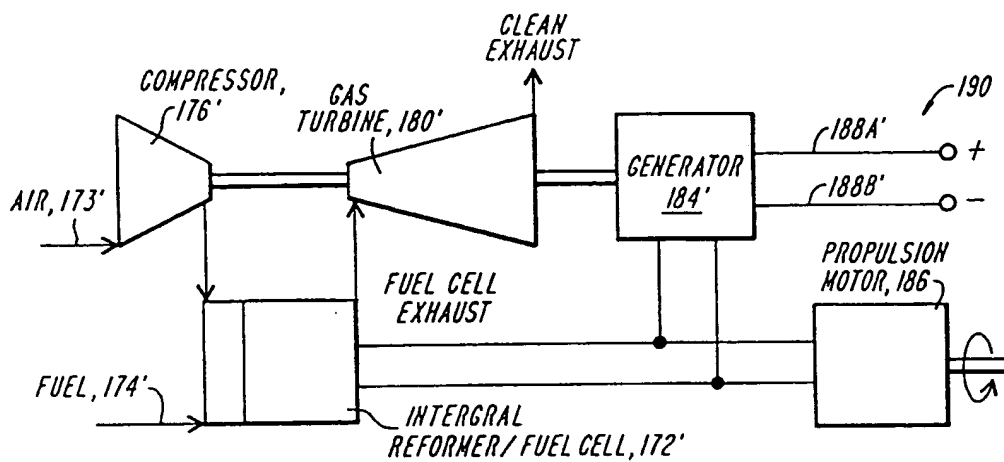 CLEAN
EXHAUST
COMPRESSOR,
176'
GAS
TURBINE, 180'
190
188A'
+
GENERATOR
184'
188B'
-
AIR, 173'
PROPULSION
MOTOR, 186
FUEL CELL
EXHAUST
FUEL, 174'
INTERGRAL
REFORMER/FUEL CELL, 172'